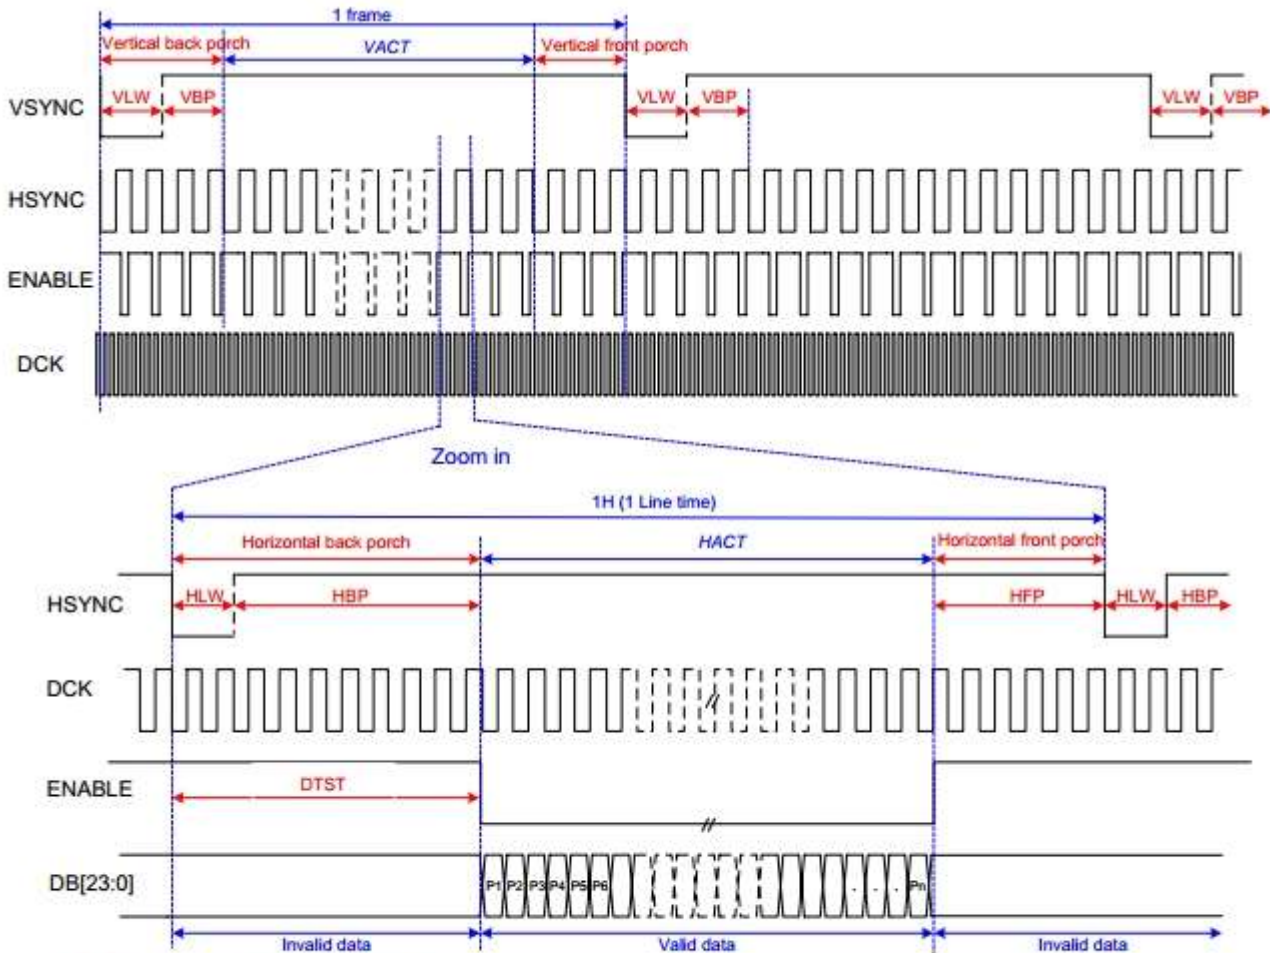 1 frame
Vertical back porch VACT Vertical front porch
VSYNC VLW VBP VLW VBP VLW VBP
HSYNC
ENABLE
DCK
Zoom in
1H (1 Line time)
Horizontal back porch HACT Horizontal front porch
HSYNC HLW HBP HFP HLW HBP
DCK //
ENABLE DTST
//
DB[23:0] P1 P2 P3 P4 P5 P6 . . . Pn
Invalid data Valid data Invalid data